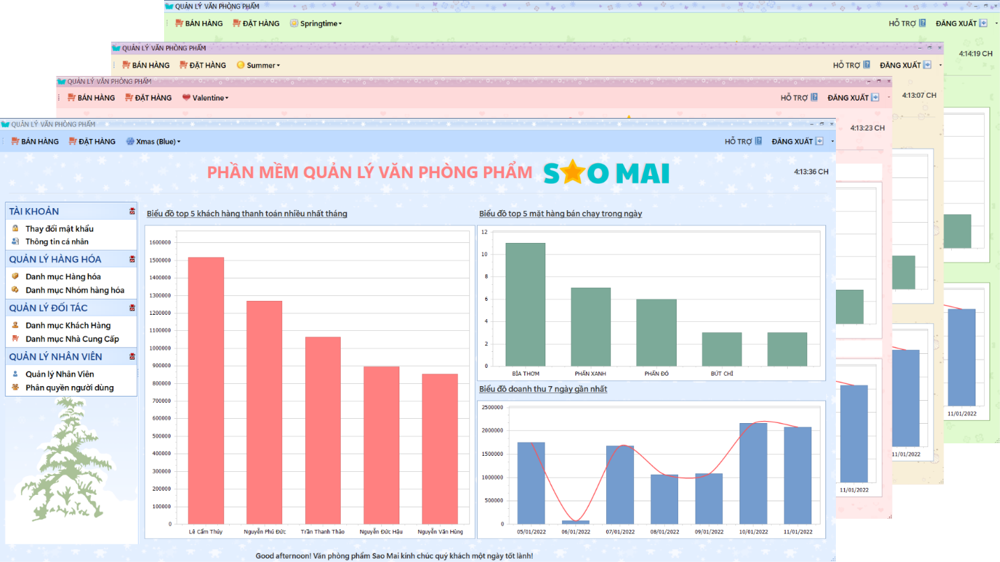 QUẢN LÝ VĂN PHÒNG PHẨM
BÁN HÀNG ĐẶT HÀNG Springtime HỖ TRỢ ĐĂNG XUẤT
4:14:19 CH
QUẢN LÝ VĂN PHÒNG PHẨM
BÁN HÀNG ĐẶT HÀNG Summer HỖ TRỢ ĐĂNG XUẤT
4:13:07 CH
QUẢN LÝ VĂN PHÒNG PHẨM
BÁN HÀNG ĐẶT HÀNG Valentine HỖ TRỢ ĐĂNG XUẤT
4:13:23 CH
QUẢN LÝ VĂN PHÒNG PHẨM
BÁN HÀNG ĐẶT HÀNG Xmas (Blue) HỖ TRỢ ĐĂNG XUẤT
PHẦN MỀM QUẢN LÝ VĂN PHÒNG PHẨM SAO MAI 4:13:36 CH
TÀI KHOẢN
Thay đổi mật khẩu
Thông tin cá nhân
QUẢN LÝ HÀNG HÓA
Danh mục Hàng hóa
Danh mục Nhóm hàng hóa
QUẢN LÝ ĐỐI TÁC
Danh mục Khách Hàng
Danh mục Nhà Cung Cấp
QUẢN LÝ NHÂN VIÊN
Quản lý Nhân Viên
Phân quyền người dùng
Biểu đồ top 5 khách hàng thanh toán nhiều nhất tháng
1600000
1500000
1400000
1300000
1200000
1100000
1000000
900000
800000
700000
600000
500000
400000
300000
200000
100000
0
Lê Cẩm Thúy Nguyễn Phú Đức Trần Thanh Thảo Nguyễn Đức Hậu Nguyễn Văn Hùng
Biểu đồ top 5 mặt hàng bán chạy trong ngày
12
10
8
6
4
2
0
BÌA THƠM PHẤN XANH PHẤN ĐỎ BÚT CHÌ
Biểu đồ doanh thu 7 ngày gần nhất
2500000
2000000
1500000
1000000
500000
0
05/01/2022 06/01/2022 07/01/2022 08/01/2022 09/01/2022 10/01/2022 11/01/2022
11/01/2022
11/01/2022
11/01/2022
Good afternoon! Văn phòng phẩm Sao Mai kính chúc quý khách một ngày tốt lành!